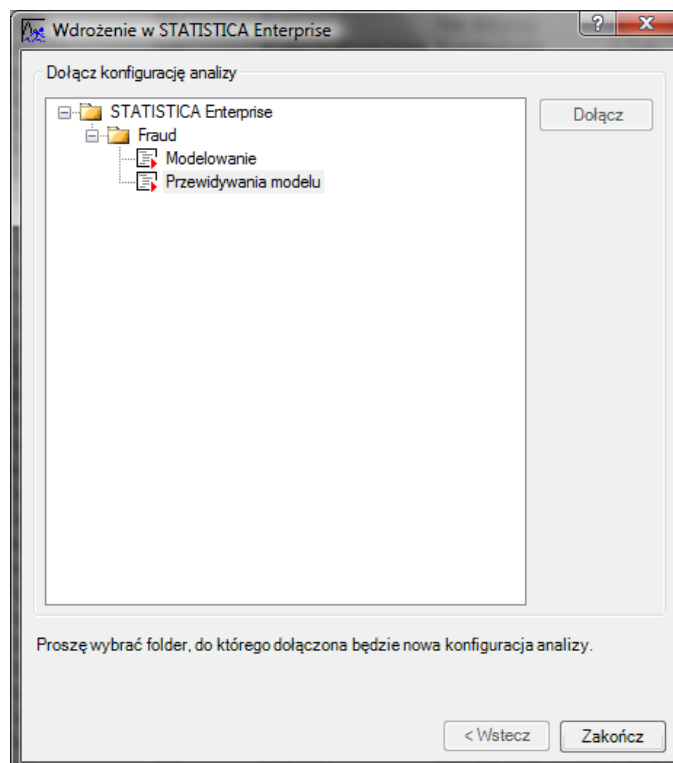 Wdrożenie w STATISTICA Enterprise
Dołącz konfigurację analizy
STATISTICA Enterprise
Dołącz
Fraud
Modelowanie
Przewidywania modelu
Proszę wybrać folder, do którego dołączona będzie nowa konfiguracja analizy.
< Wstecz
Zakończ